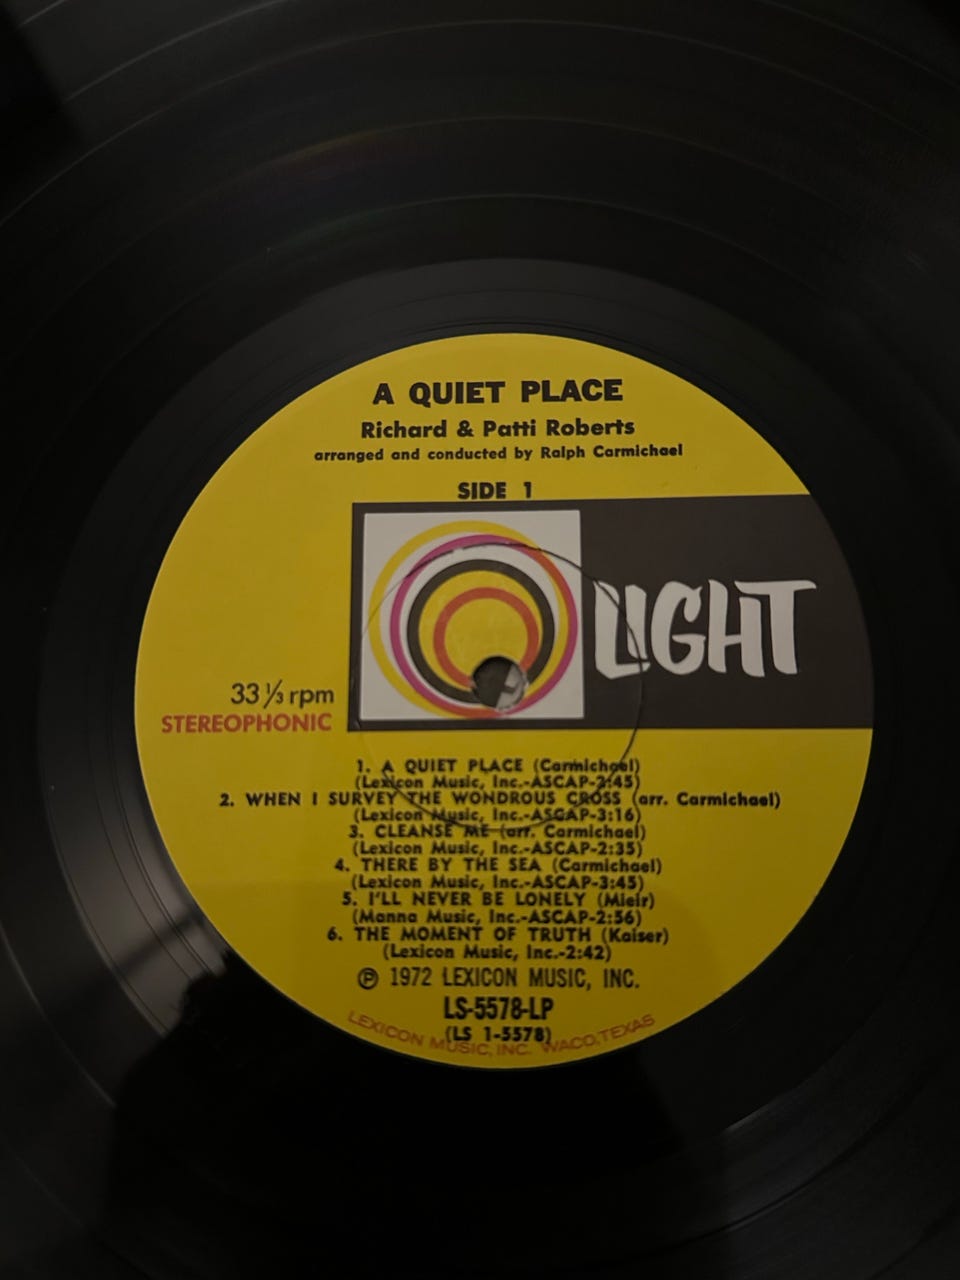 A QUIET PLACE
Richard & Patti Roberts
arranged and conducted by Ralph Carmichael
SIDE 1
LIGHT
33 ⅓ rpm
STEREOPHONIC
1. A QUIET PLACE (Carmichael)
(Lexicon Music, Inc.-ASCAP-2:45)
2. WHEN I SURVEY THE WONDROUS CROSS (arr. Carmichael)
(Lexicon Music, Inc.-ASCAP-3:16)
3. CLEANSE ME (arr. Carmichael)
(Lexicon Music, Inc.-ASCAP-2:35)
4. THERE BY THE SEA (Carmichael)
(Lexicon Music, Inc.-ASCAP-3:45)
5. I'LL NEVER BE LONELY (Mieir)
(Manna Music, Inc.-ASCAP-2:56)
6. THE MOMENT OF TRUTH (Kaiser)
(Lexicon Music, Inc.-2:42)
℗ 1972 LEXICON MUSIC, INC.
LS-5578-LP
(LS 1-5578)
LEXICON MUSIC, INC. WACO, TEXAS